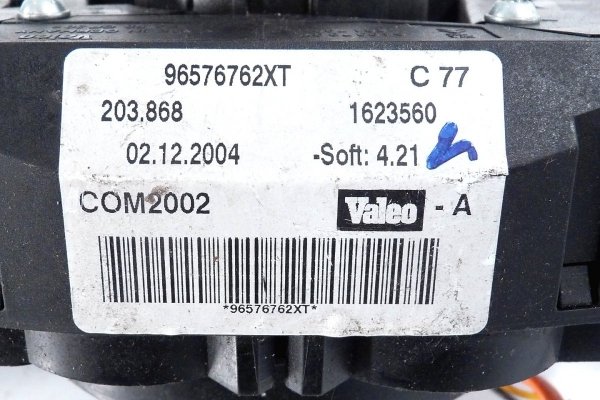 96576762XT C 77
203.868 1623560
02.12.2004 -Soft: 4.21
COM2002 Valeo - A
*96576762XT*